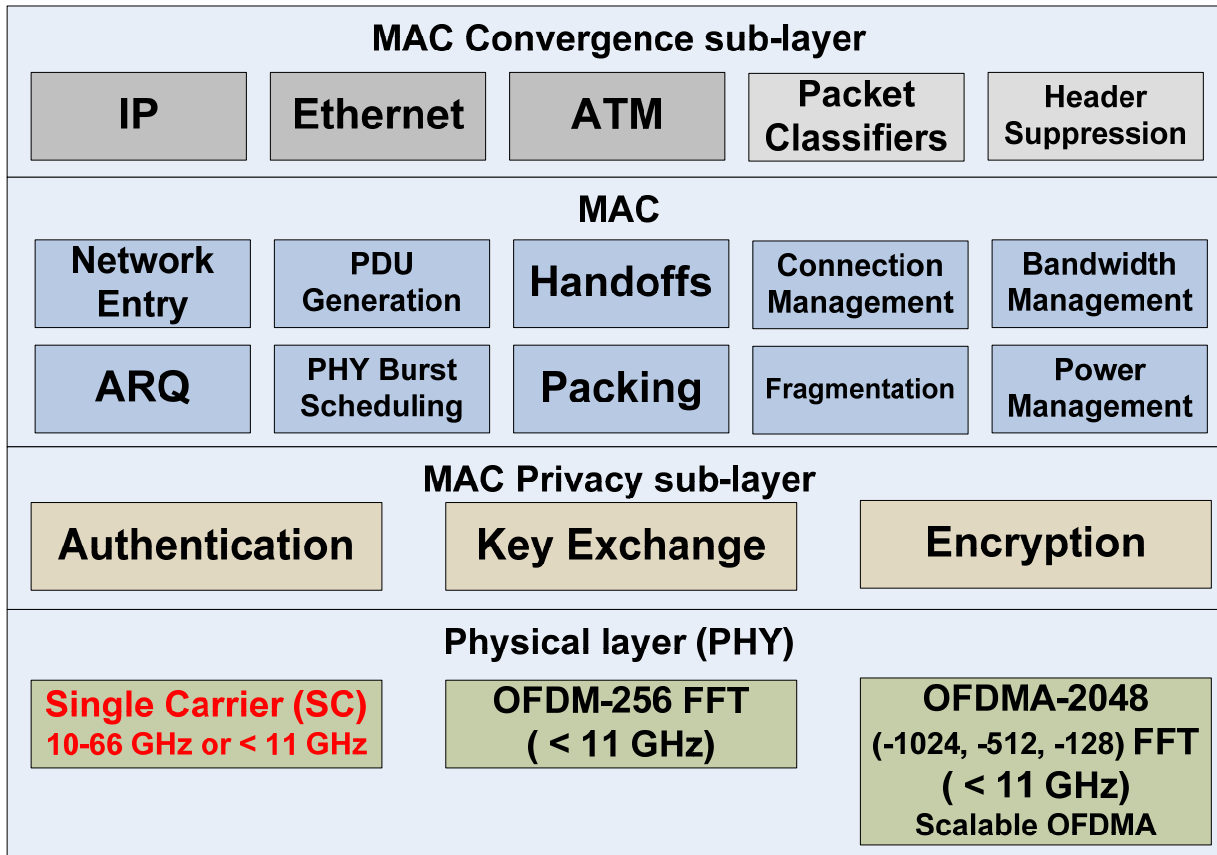 MAC Convergence sub-layer
IP
Ethernet
ATM
Packet
Classifiers
Header
Suppression
MAC
Network
Entry
PDU
Generation
Handoffs
Connection
Management
Bandwidth
Management
ARQ
PHY Burst
Scheduling
Packing
Fragmentation
Power
Management
MAC Privacy sub-layer
Authentication
Key Exchange
Encryption
Physical layer (PHY)
Single Carrier (SC)
10-66 GHz or < 11 GHz
OFDM-256 FFT
( < 11 GHz)
OFDMA-2048
(-1024, -512, -128) FFT
( < 11 GHz)
Scalable OFDMA